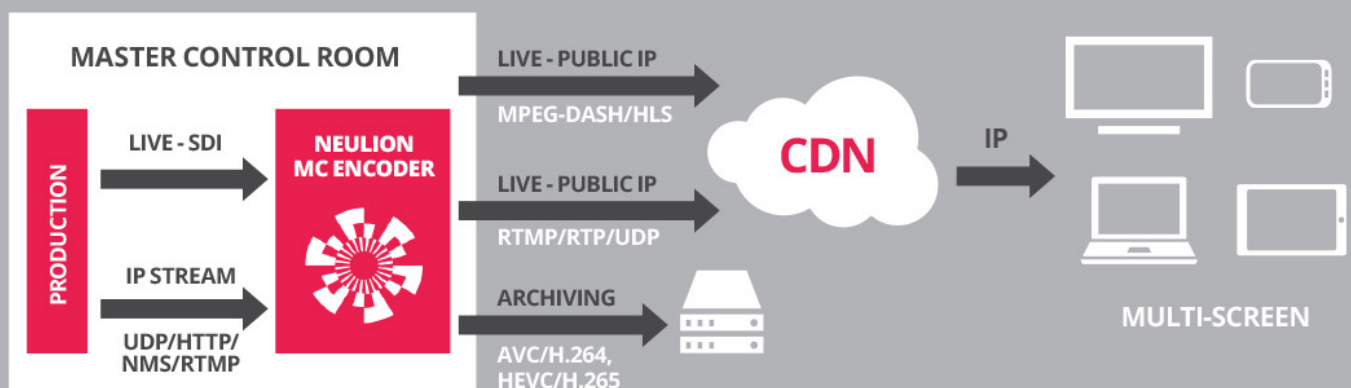 MASTER CONTROL ROOM
PRODUCTION
LIVE - SDI
IP STREAM
UDP/HTTP/
NMS/RTMP
NEULION
MC ENCODER
LIVE - PUBLIC IP
MPEG-DASH/HLS
LIVE - PUBLIC IP
RTMP/RTP/UDP
ARCHIVING
AVC/H.264,
HEVC/H.265
CDN
IP
MULTI-SCREEN